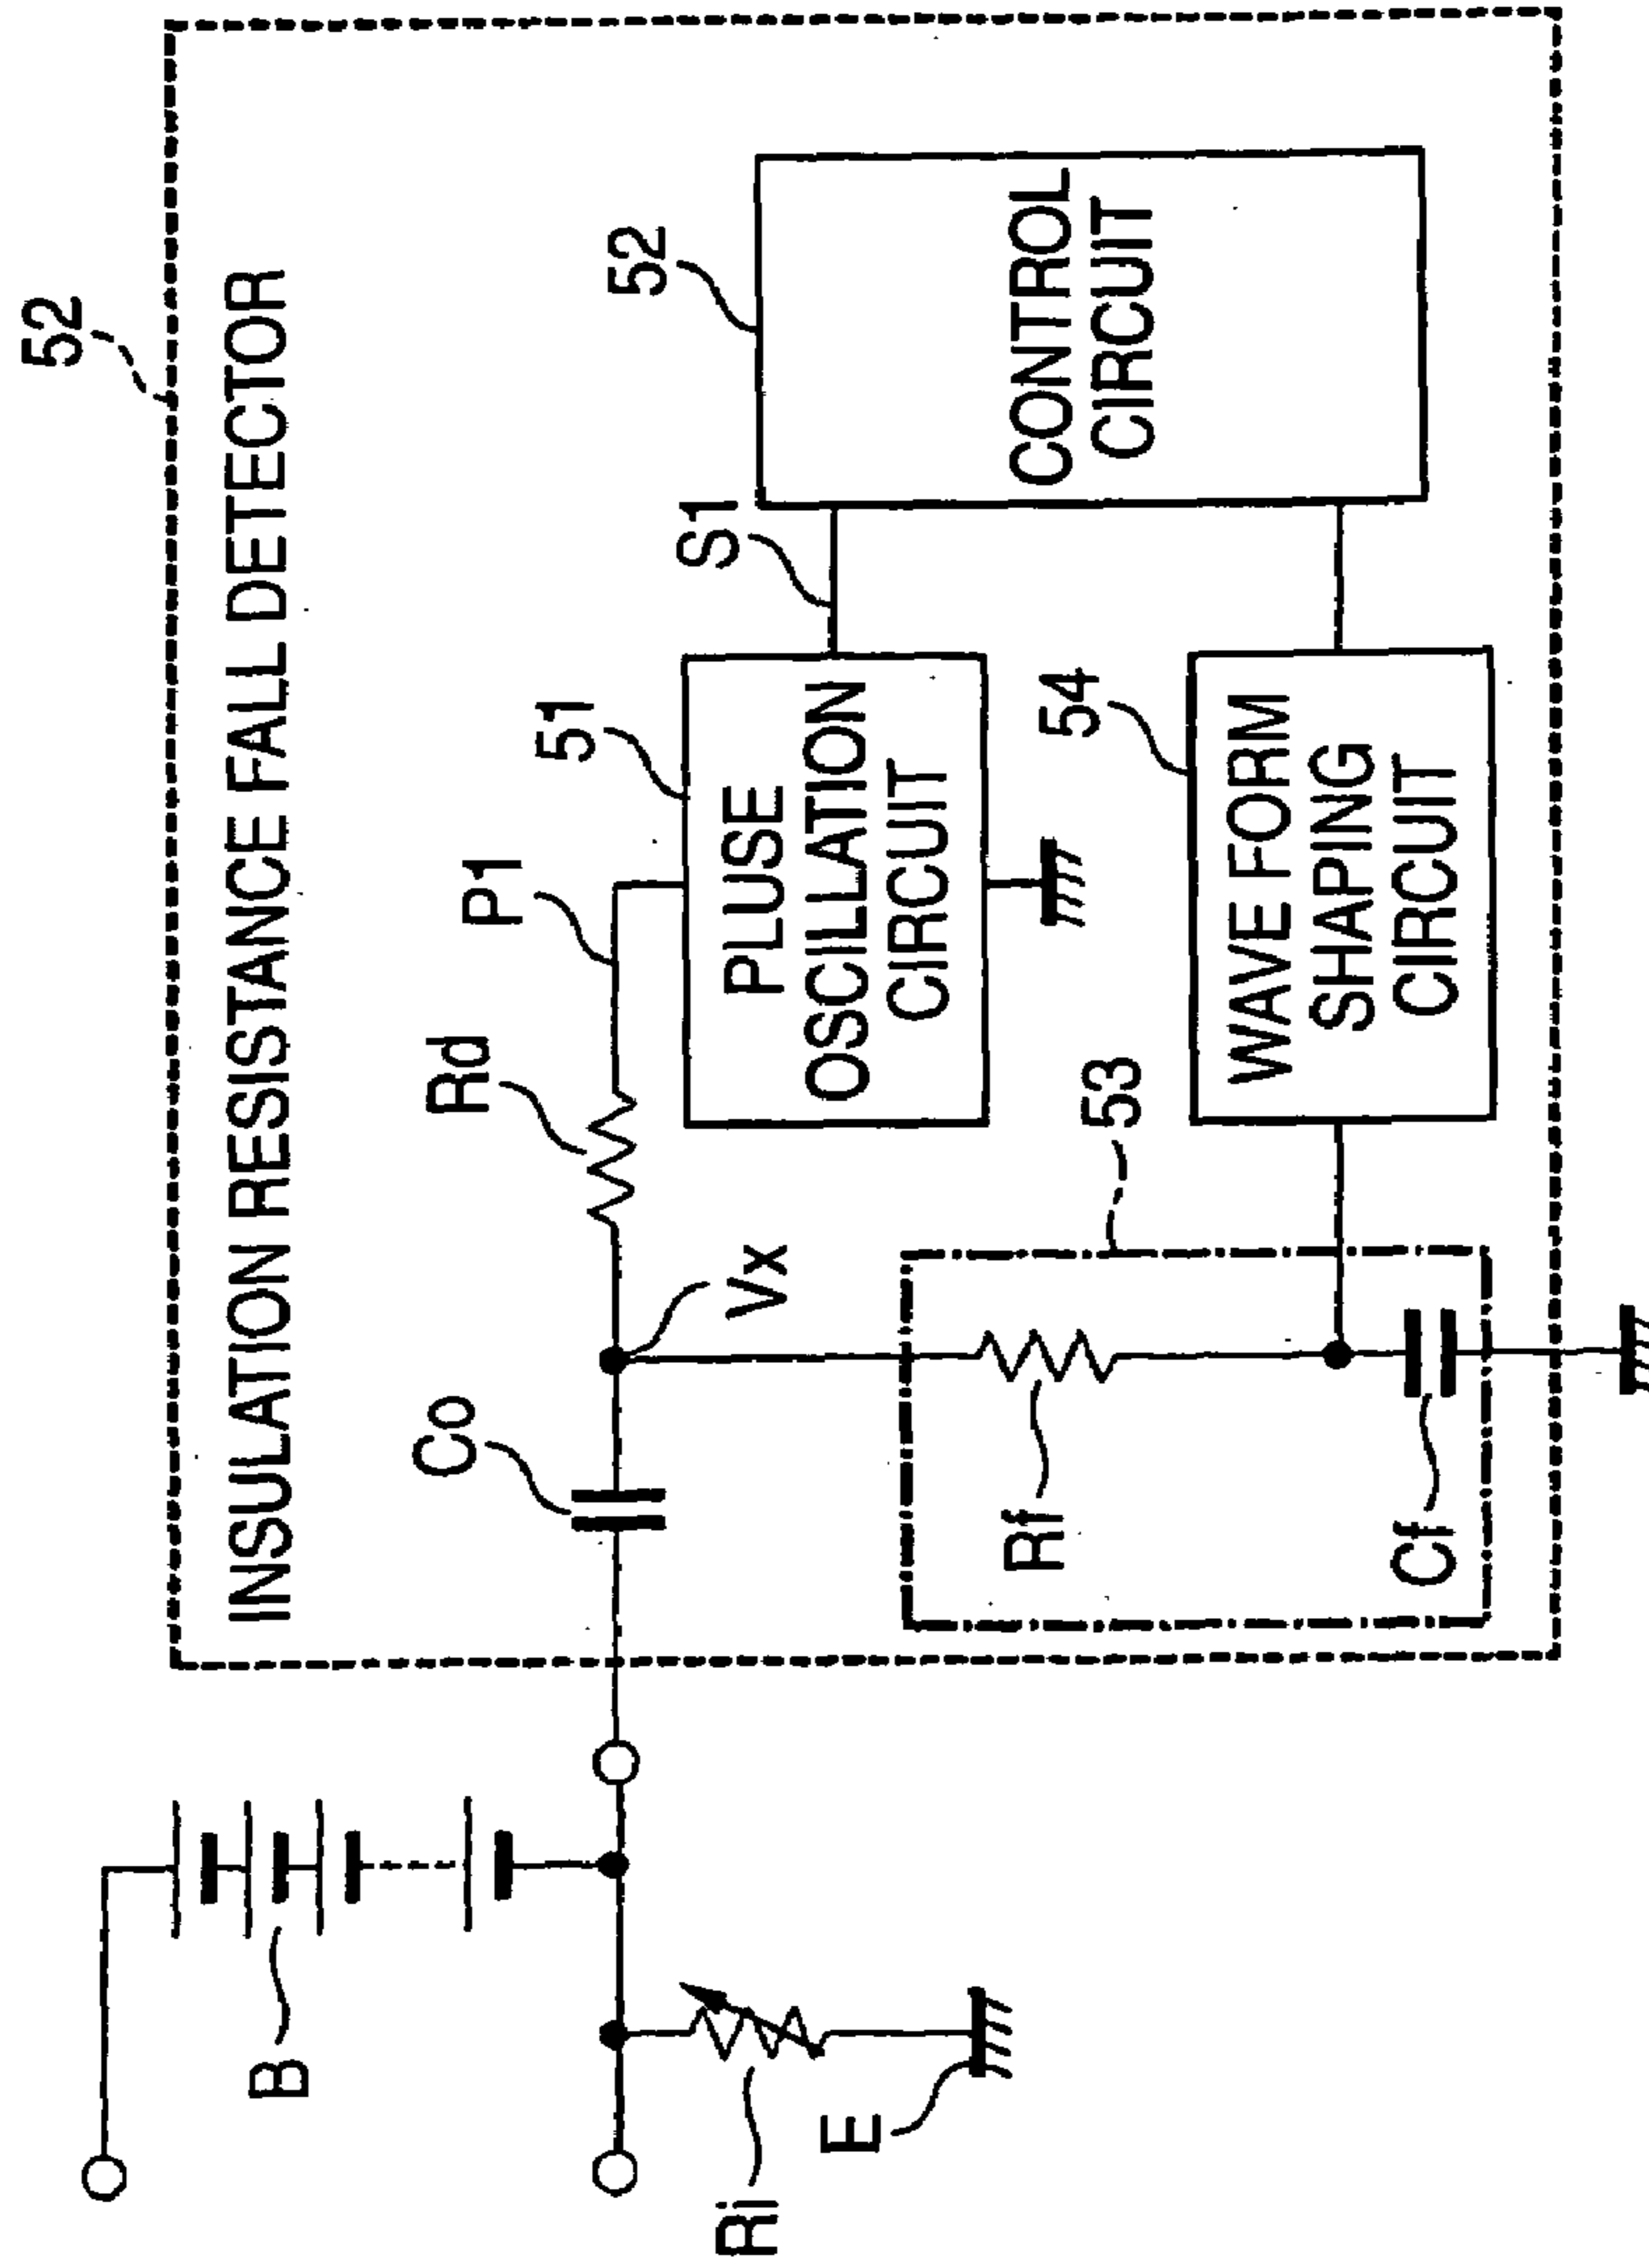 52
INSULATION RESISTANCE FALL DETECTOR
B
Co
Rd
P1
51
S1
52
Vx
PLUSE
OSCILLATION
CIRCUIT
CONTROL
CIRCUIT
Ri
E
53
54
Rf
WAVE FORM
SHAPING
CIRCUIT
Cf